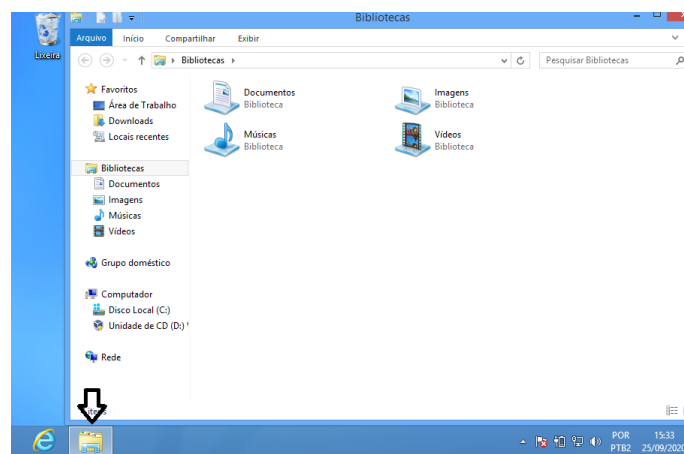 Bibliotecas
Arquivo Início Compartilhar Exibir
Lixeira
Bibliotecas
Pesquisar Bibliotecas
Favoritos
Área de Trabalho
Downloads
Locais recentes
Bibliotecas
Documentos
Imagens
Músicas
Vídeos
Grupo doméstico
Computador
Disco Local (C:)
Unidade de CD (D:)
Rede
Documentos
Biblioteca
Imagens
Biblioteca
Músicas
Biblioteca
Vídeos
Biblioteca
itens
POR 15:33
PTB2 25/09/2020